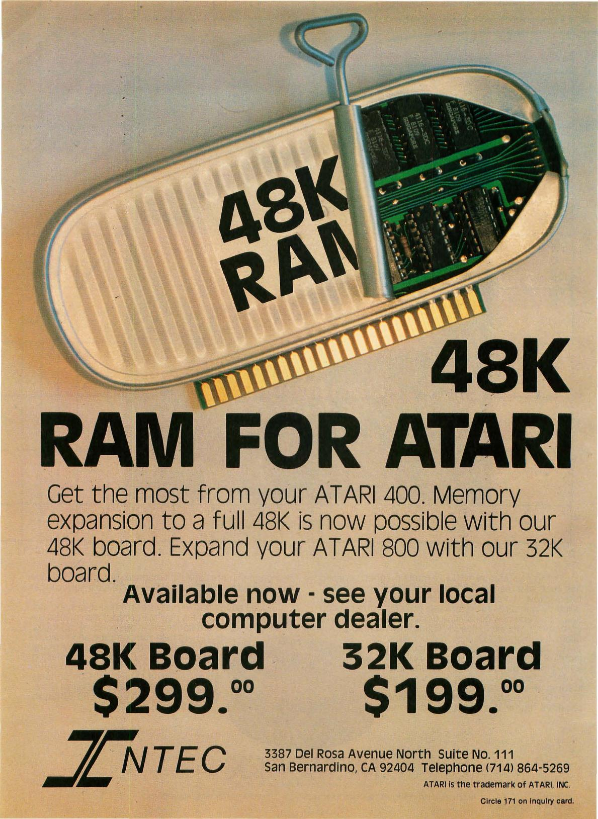 48K
RAM
48K
RAM FOR ATARI
Get the most from your ATARI 400. Memory
expansion to a full 48K is now possible with our
48K board. Expand your ATARI 800 with our 32K
board.
Available now - see your local
computer dealer.
48K Board
$299.00
32K Board
$199.00
INTEC
3387 Del Rosa Avenue North Suite No. 111
San Bernardino, CA 92404 Telephone (714) 864-5269
ATARI is the trademark of ATARI, INC.
Circle 171 on inquiry card.